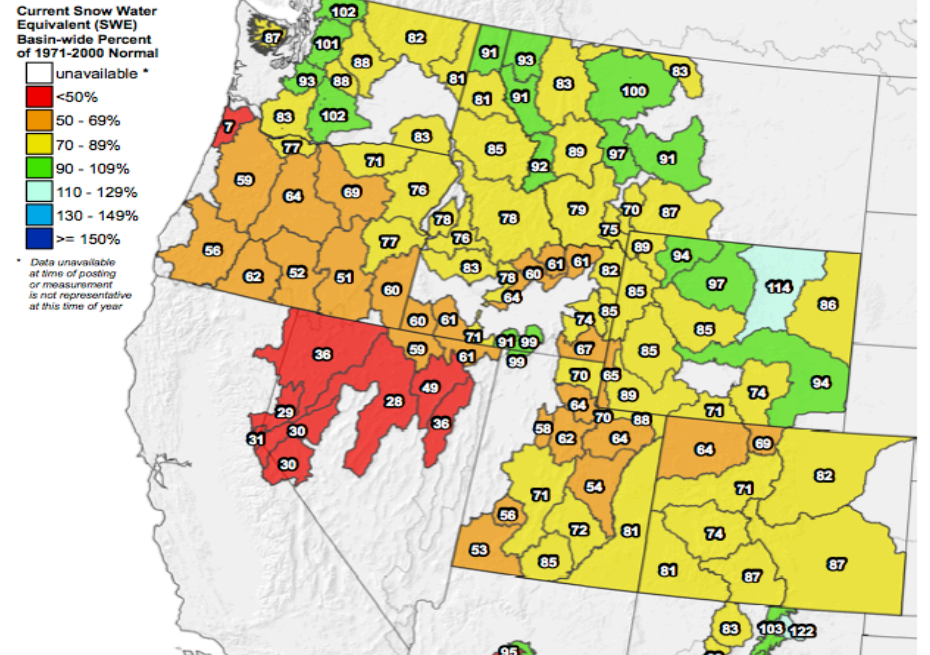 Current Snow Water
Equivalent (SWE)
Basin-wide Percent
of 1971-2000 Normal
unavailable *
<50%
50 - 69%
70 - 89%
90 - 109%
110 - 129%
130 - 149%
>= 150%
* Data unavailable
at time of posting
or measurement
is not representative
at this time of year
102
87 101 82 91 93
88 83 83
93 88 81 100
81 91
7 83 102
83
77 85 89 97 91
71 92
59 64 69 76
78 78 79 70 87
77 76 75
56 89 94
62 52 51 83 78 60 61 61 82 97 114
60 64 85 86
60 61 74 85 85
71 91 99
36 59 61 99 67 85
49 70 65 94
28 89 74
29 36 64 70 71
31 30 58 62 64 88 64 69
30 54 71 82
71
56 72 81 74
53 85 81 87 87
83 103 122
95